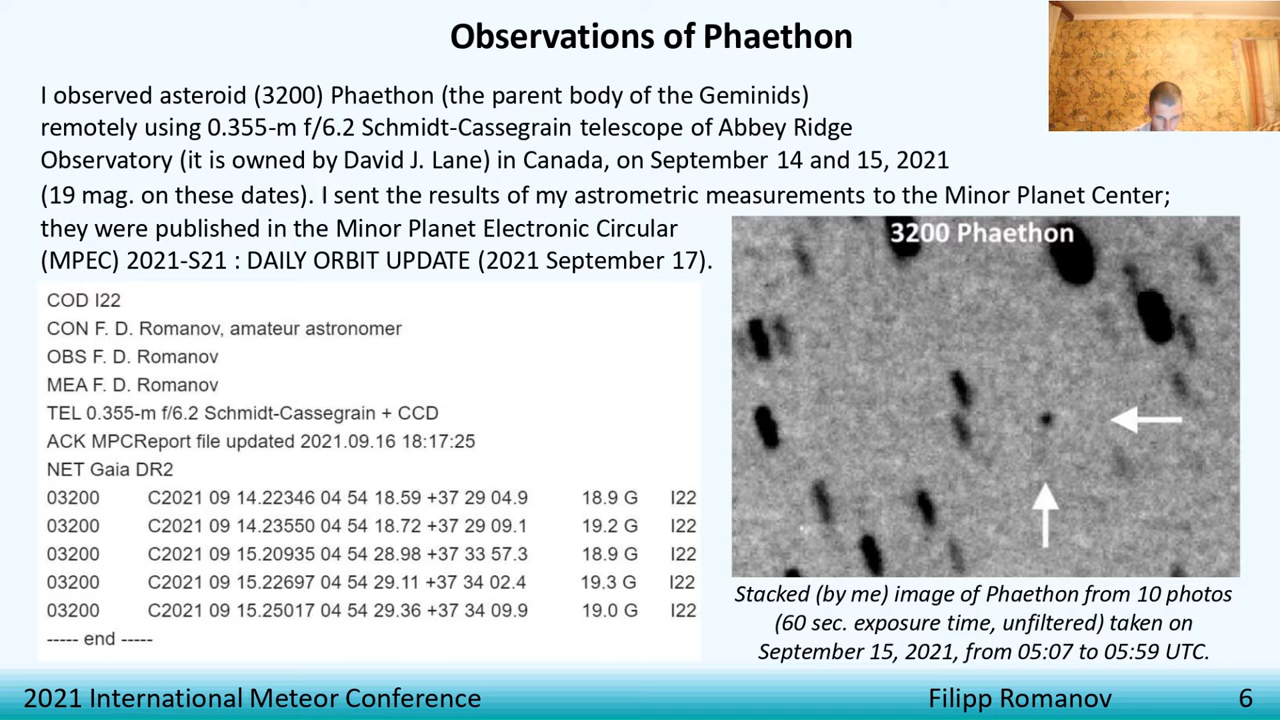 Observations of Phaethon
I observed asteroid (3200) Phaethon (the parent body of the Geminids)
remotely using 0.355-m f/6.2 Schmidt-Cassegrain telescope of Abbey Ridge
Observatory (it is owned by David J. Lane) in Canada, on September 14 and 15, 2021
(19 mag. on these dates). I sent the results of my astrometric measurements to the Minor Planet Center;
they were published in the Minor Planet Electronic Circular
(MPEC) 2021-S21 : DAILY ORBIT UPDATE (2021 September 17).
COD I22
CON F. D. Romanov, amateur astronomer
OBS F. D. Romanov
MEA F. D. Romanov
TEL 0.355-m f/6.2 Schmidt-Cassegrain + CCD
ACK MPCReport file updated 2021.09.16 18:17:25
NET Gaia DR2
03200 C2021 09 14.22346 04 54 18.59 +37 29 04.9 18.9 G I22
03200 C2021 09 14.23550 04 54 18.72 +37 29 09.1 19.2 G I22
03200 C2021 09 15.20935 04 54 28.98 +37 33 57.3 18.9 G I22
03200 C2021 09 15.22697 04 54 29.11 +37 34 02.4 19.3 G I22
03200 C2021 09 15.25017 04 54 29.36 +37 34 09.9 19.0 G I22
----- end -----
3200 Phaethon
Stacked (by me) image of Phaethon from 10 photos
(60 sec. exposure time, unfiltered) taken on
September 15, 2021, from 05:07 to 05:59 UTC.
2021 International Meteor Conference Filipp Romanov 6